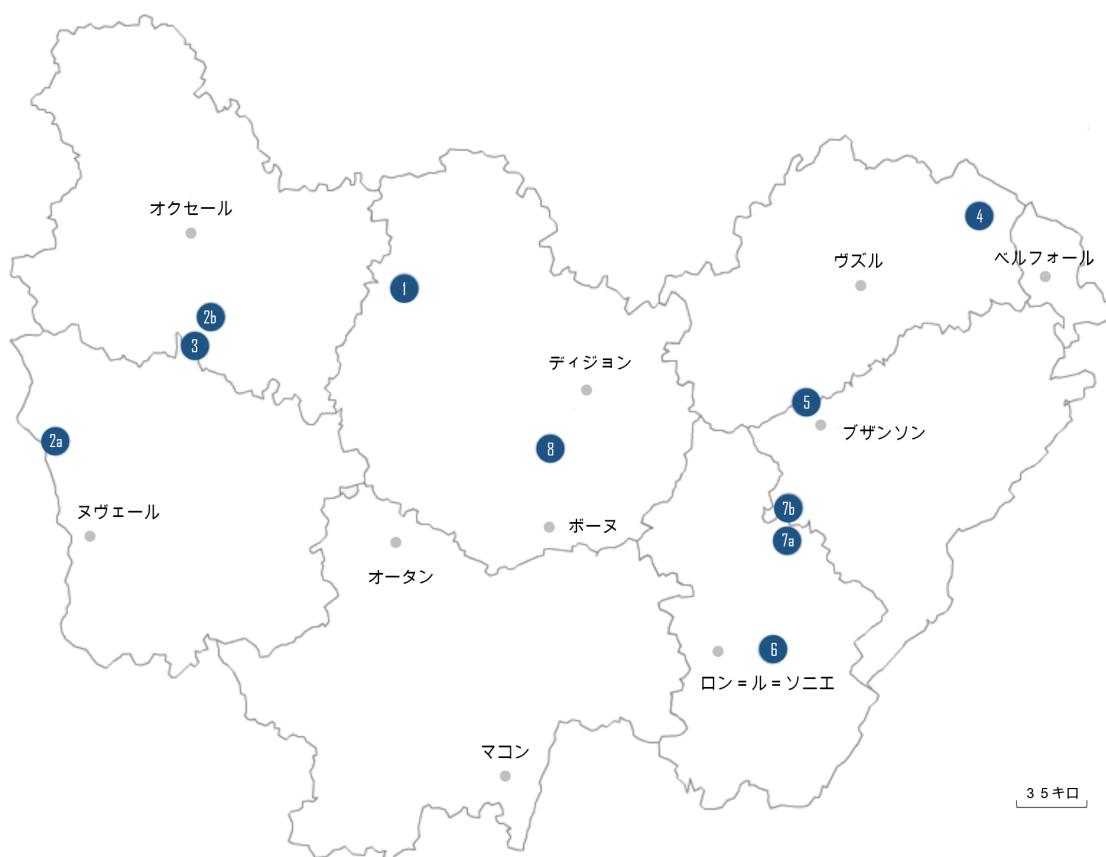 オクセール
4
ヴズル
ベルフォール
1
2b
3
ディジョン
5
ブザンソン
2a
8
ヌヴェール
7b
ボーヌ
7a
オータン
6
ロン=ル=ソニエ
マコン
35キロ